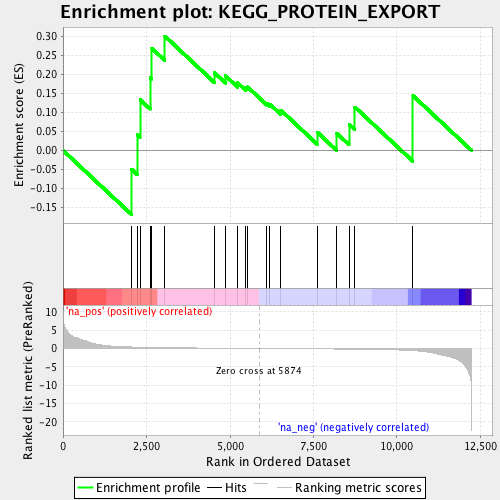 Enrichment plot: KEGG_PROTEIN_EXPORT
Enrichment score (ES)
0.30
0.25
0.20
0.15
0.10
0.05
0.00
-0.05
-0.10
-0.15
'na_pos' (positively correlated)
Ranked list metric (PreRanked)
10
5
0
-5
-10
-15
-20
Zero cross at 5874
'na_neg' (negatively correlated)
0
2,500
5,000
7,500
10,000
12,500
Rank in Ordered Dataset
Enrichment profile
Hits
Ranking metric scores